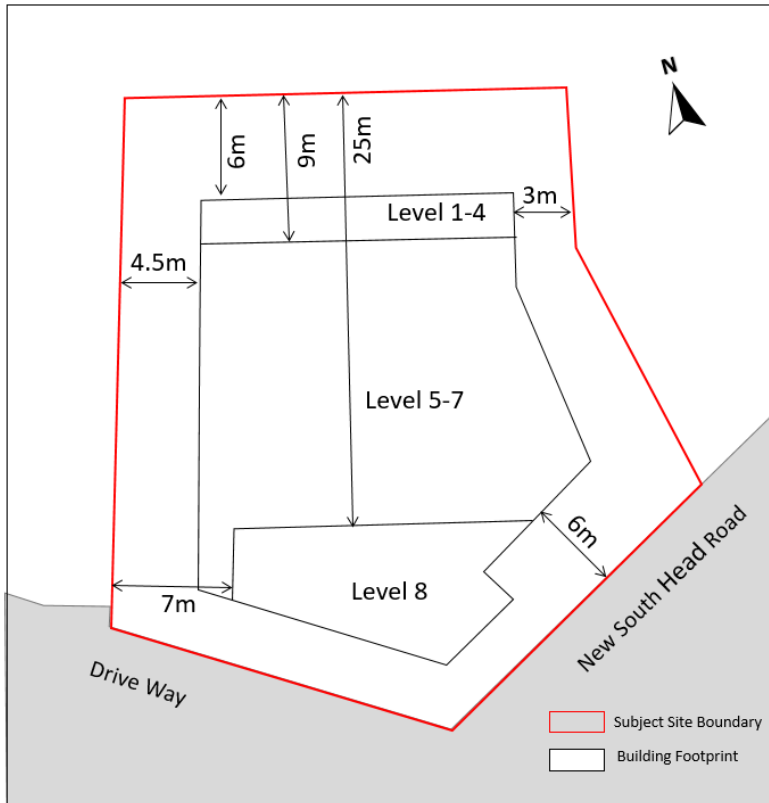 N
6m
9m
25m
3m
Level 1-4
4.5m
Level 5-7
6m
7m
Level 8
New South Head Road
Drive Way
Subject Site Boundary
Building Footprint